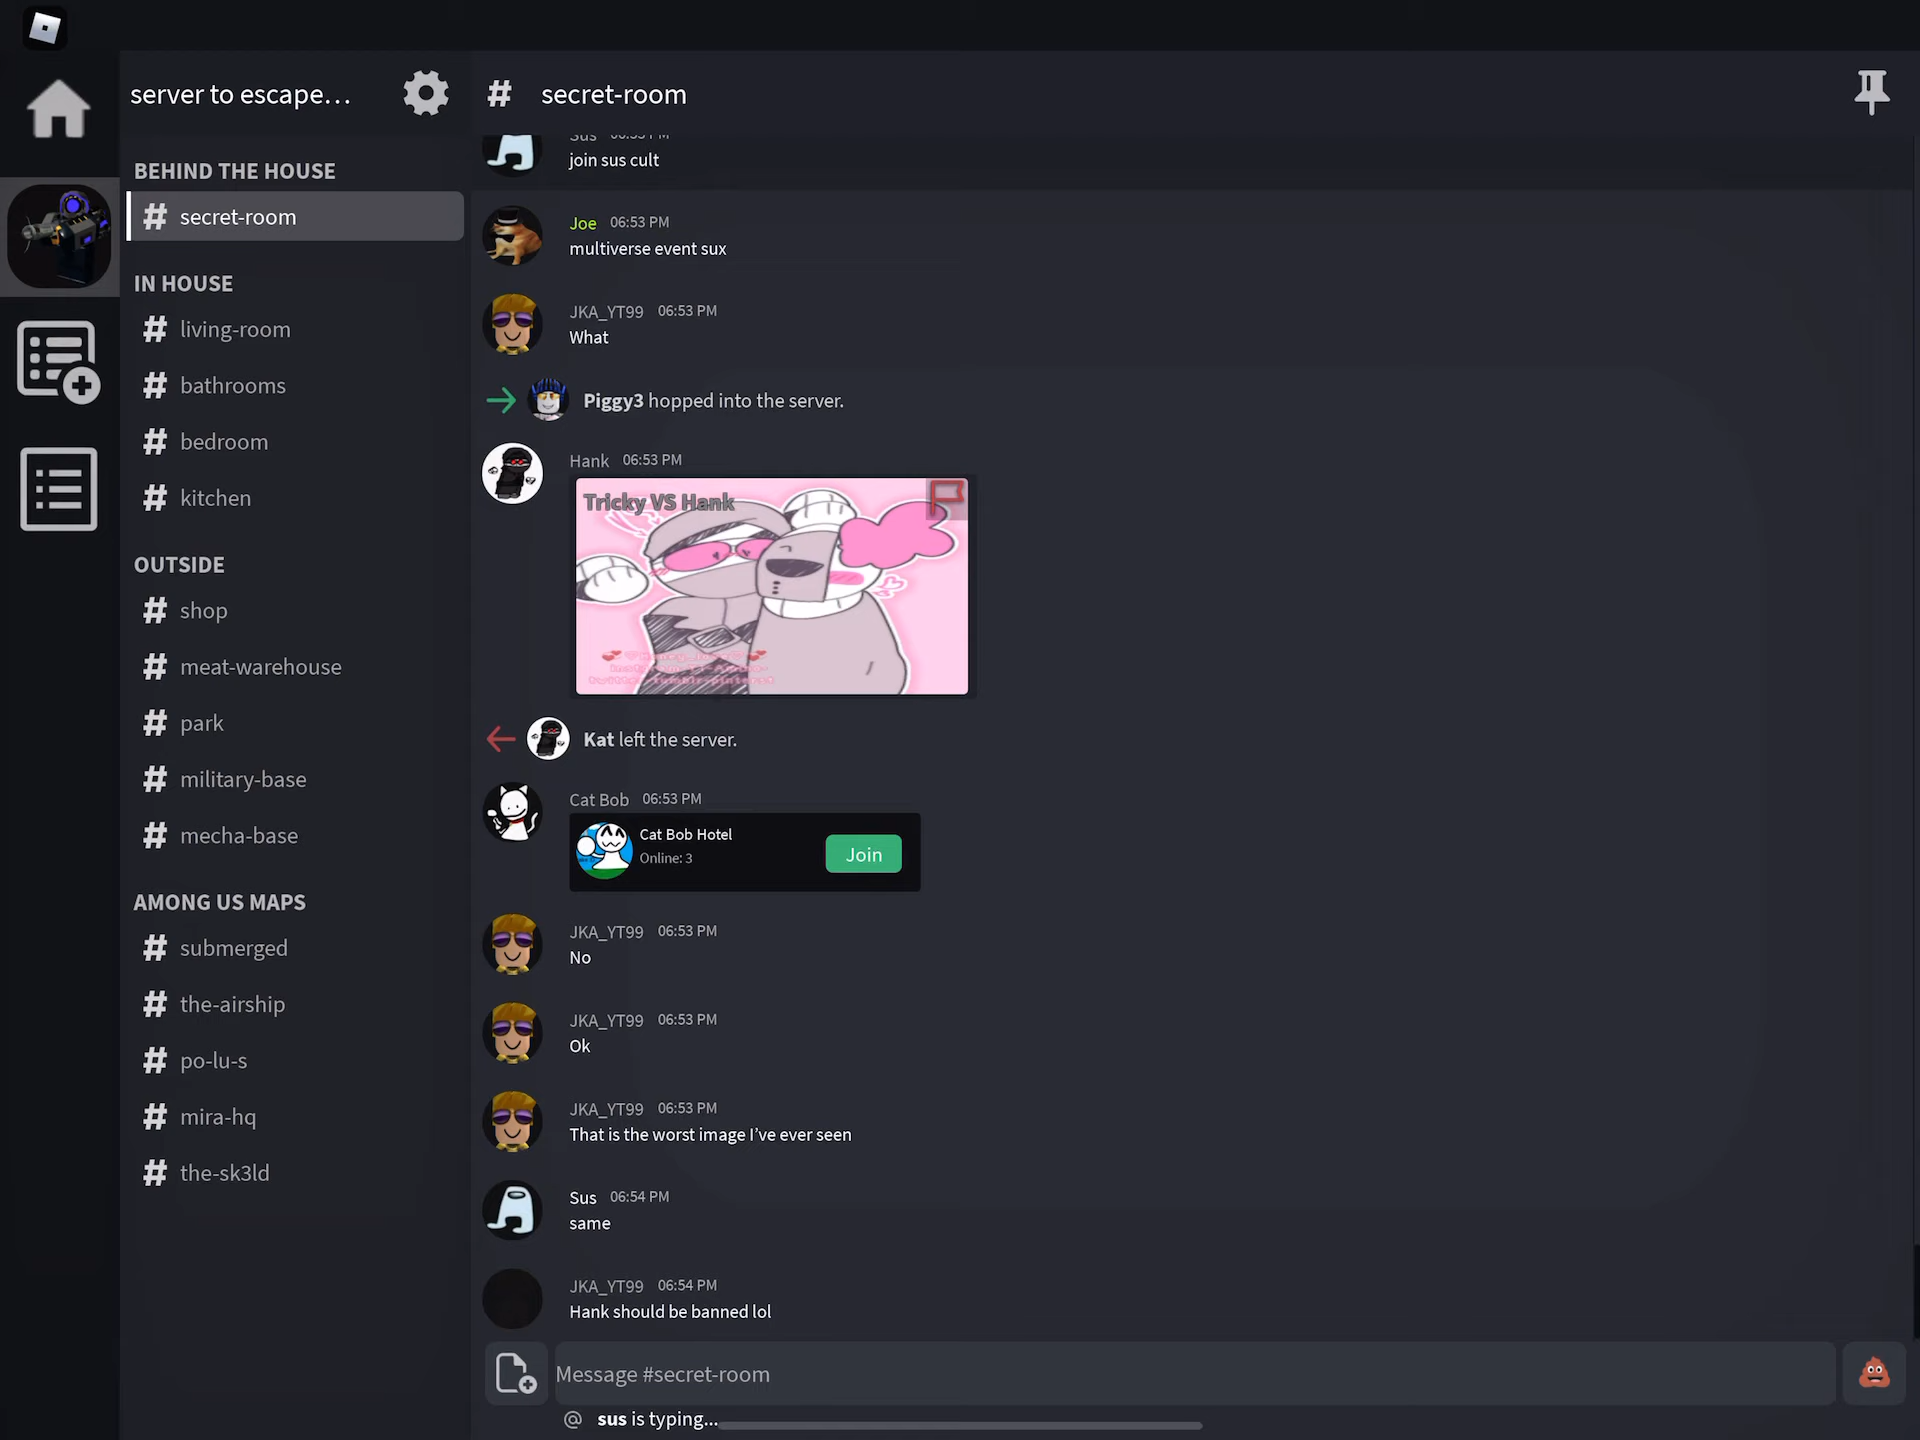 server to escape...
# secret-room
BEHIND THE HOUSE
# secret-room
IN HOUSE
# living-room
# bathrooms
# bedroom
# kitchen
OUTSIDE
# shop
# meat-warehouse
# park
# military-base
# mecha-base
AMONG US MAPS
# submerged
# the-airship
# po-lu-s
# mira-hq
# the-sk3ld
Sus 06:53 PM
join sus cult
Joe 06:53 PM
multiverse event sux
JKA_YT99 06:53 PM
What
Piggy3 hopped into the server.
Hank 06:53 PM
Tricky VS Hank
Kat left the server.
Cat Bob 06:53 PM
Cat Bob Hotel
Online: 3
Join
JKA_YT99 06:53 PM
No
JKA_YT99 06:53 PM
Ok
JKA_YT99 06:53 PM
That is the worst image I've ever seen
Sus 06:54 PM
same
JKA_YT99 06:54 PM
Hank should be banned lol
Message #secret-room
@ sus is typing...